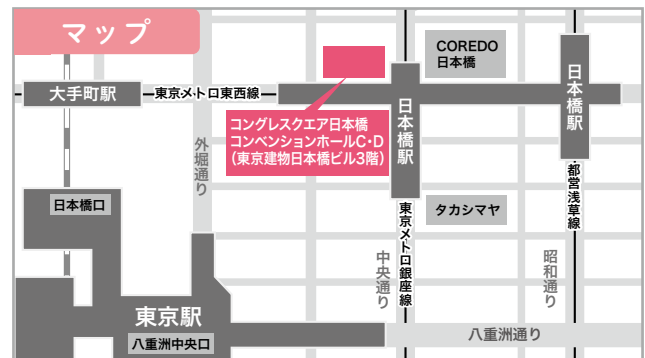 マップ
COREDO
日本橋
大手町駅
東京メトロ東西線
日本橋駅
日本橋駅
コングレスクエア日本橋
コンベンションホールC・D
（東京建物日本橋ビル3階）
外堀通り
都営浅草線
日本橋口
タカシマヤ
東京メトロ銀座線
中央通り
昭和通り
東京駅
八重洲中央口
八重洲通り